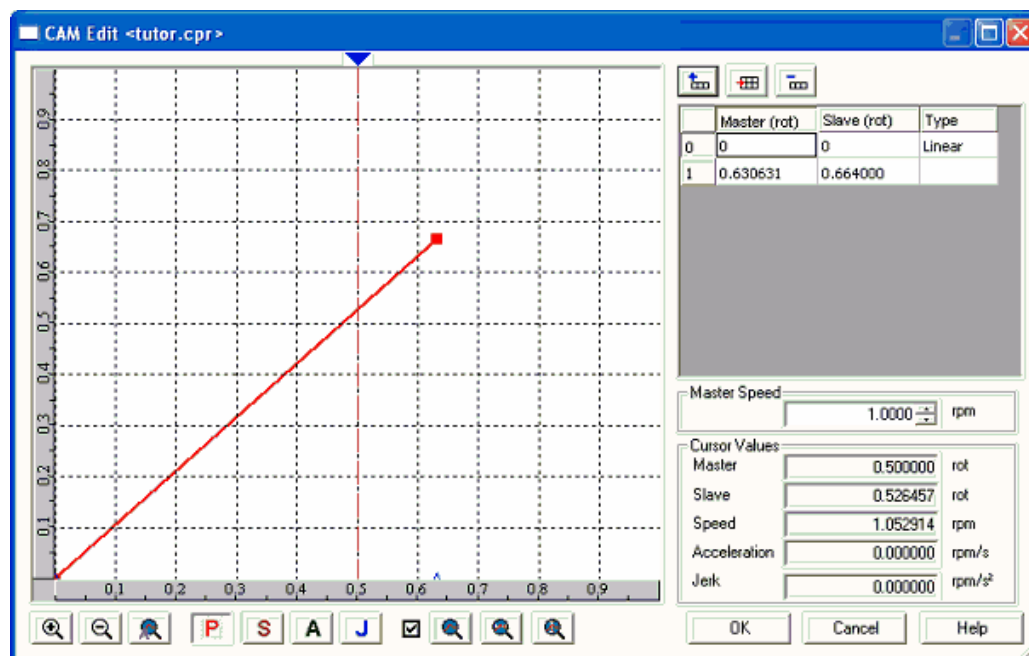 CAM Edit <tutor.cpr>
0,9
0,8
0,7
0,6
0,5
0,4
0,3
0,2
0,1
0,1 0,2 0,3 0,4 0,5 0,6 0,7 0,8 0,9
P S A J
Master (rot) Slave (rot) Type
0 0 0 Linear
1 0.630631 0.664000
Master Speed
1.0000 rpm
Cursor Values
Master 0.500000 rot
Slave 0.526457 rot
Speed 1.052914 rpm
Acceleration 0.000000 rpm/s
Jerk 0.000000 rpm/s²
OK Cancel Help